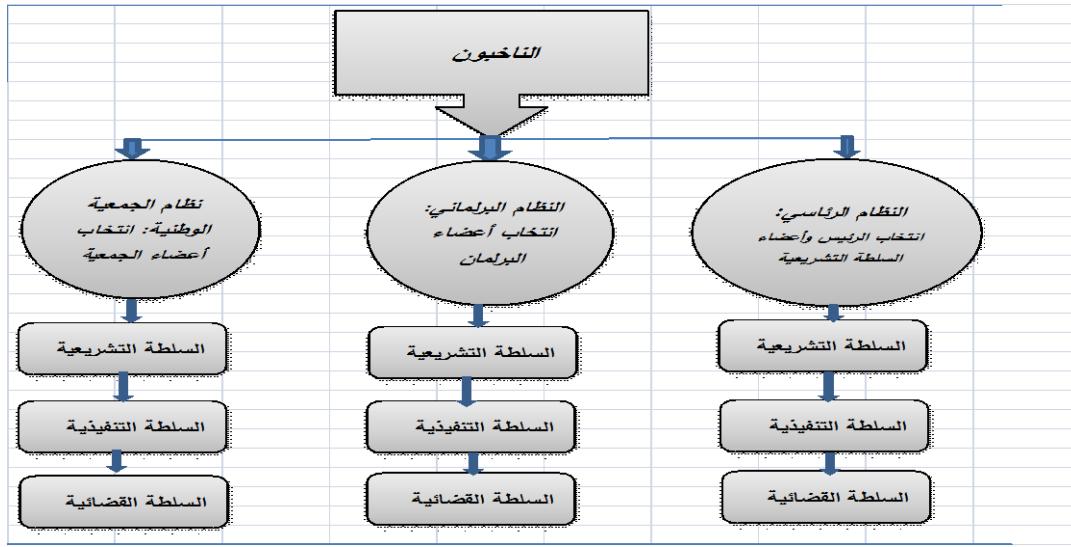 الناخبون
النظام الرئاسي:
انتخاب الرئيس وأعضاء
السلطة التشريعية
السلطة التشريعية
السلطة التنفيذية
السلطة القضائية
النظام البرلماني:
انتخاب أعضاء
البرلمان
السلطة التشريعية
السلطة التنفيذية
السلطة القضائية
نظام الجمعية
الوطنية: انتخاب
أعضاء الجمعية
السلطة التشريعية
السلطة التنفيذية
السلطة القضائية